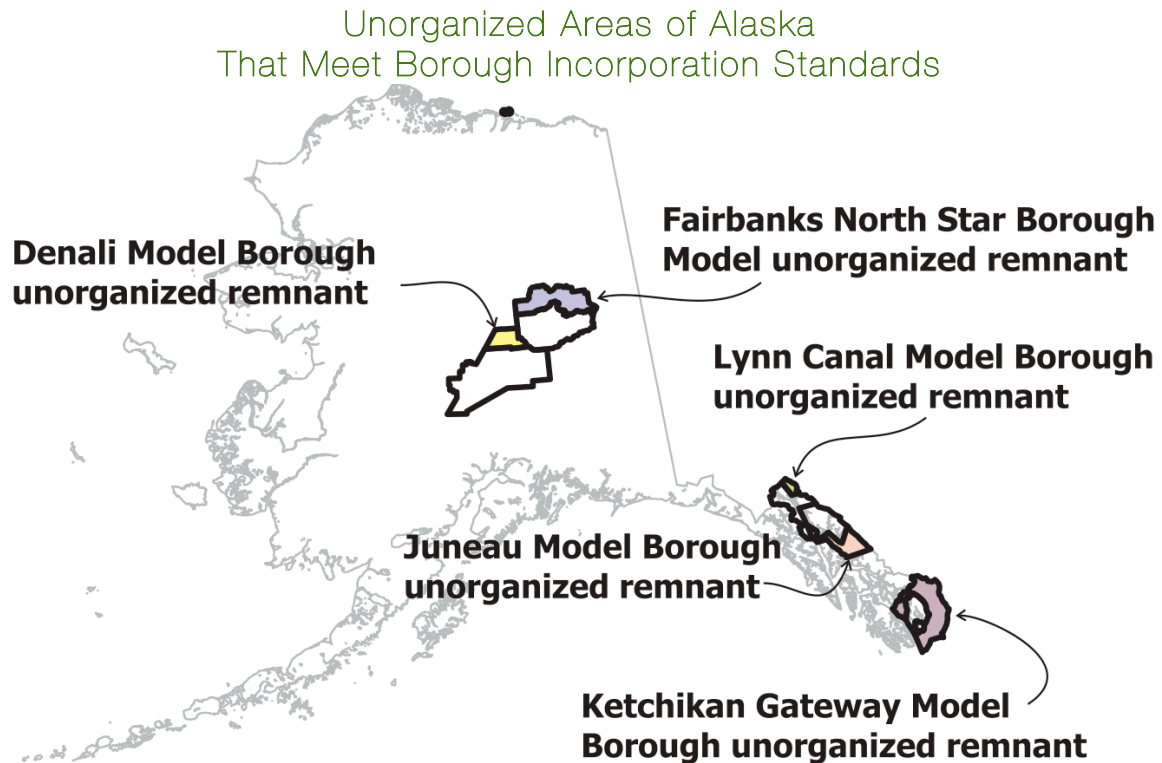 Unorganized Areas of Alaska
That Meet Borough Incorporation Standards
Fairbanks North Star Borough
Model unorganized remnant
Denali Model Borough
unorganized remnant
Lynn Canal Model Borough
unorganized remnant
Juneau Model Borough
unorganized remnant
Ketchikan Gateway Model
Borough unorganized remnant